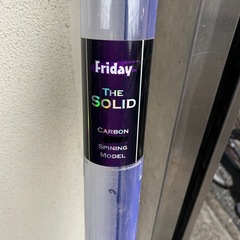 Friday
THE
SOLID
CARBON
SPINING
MODEL